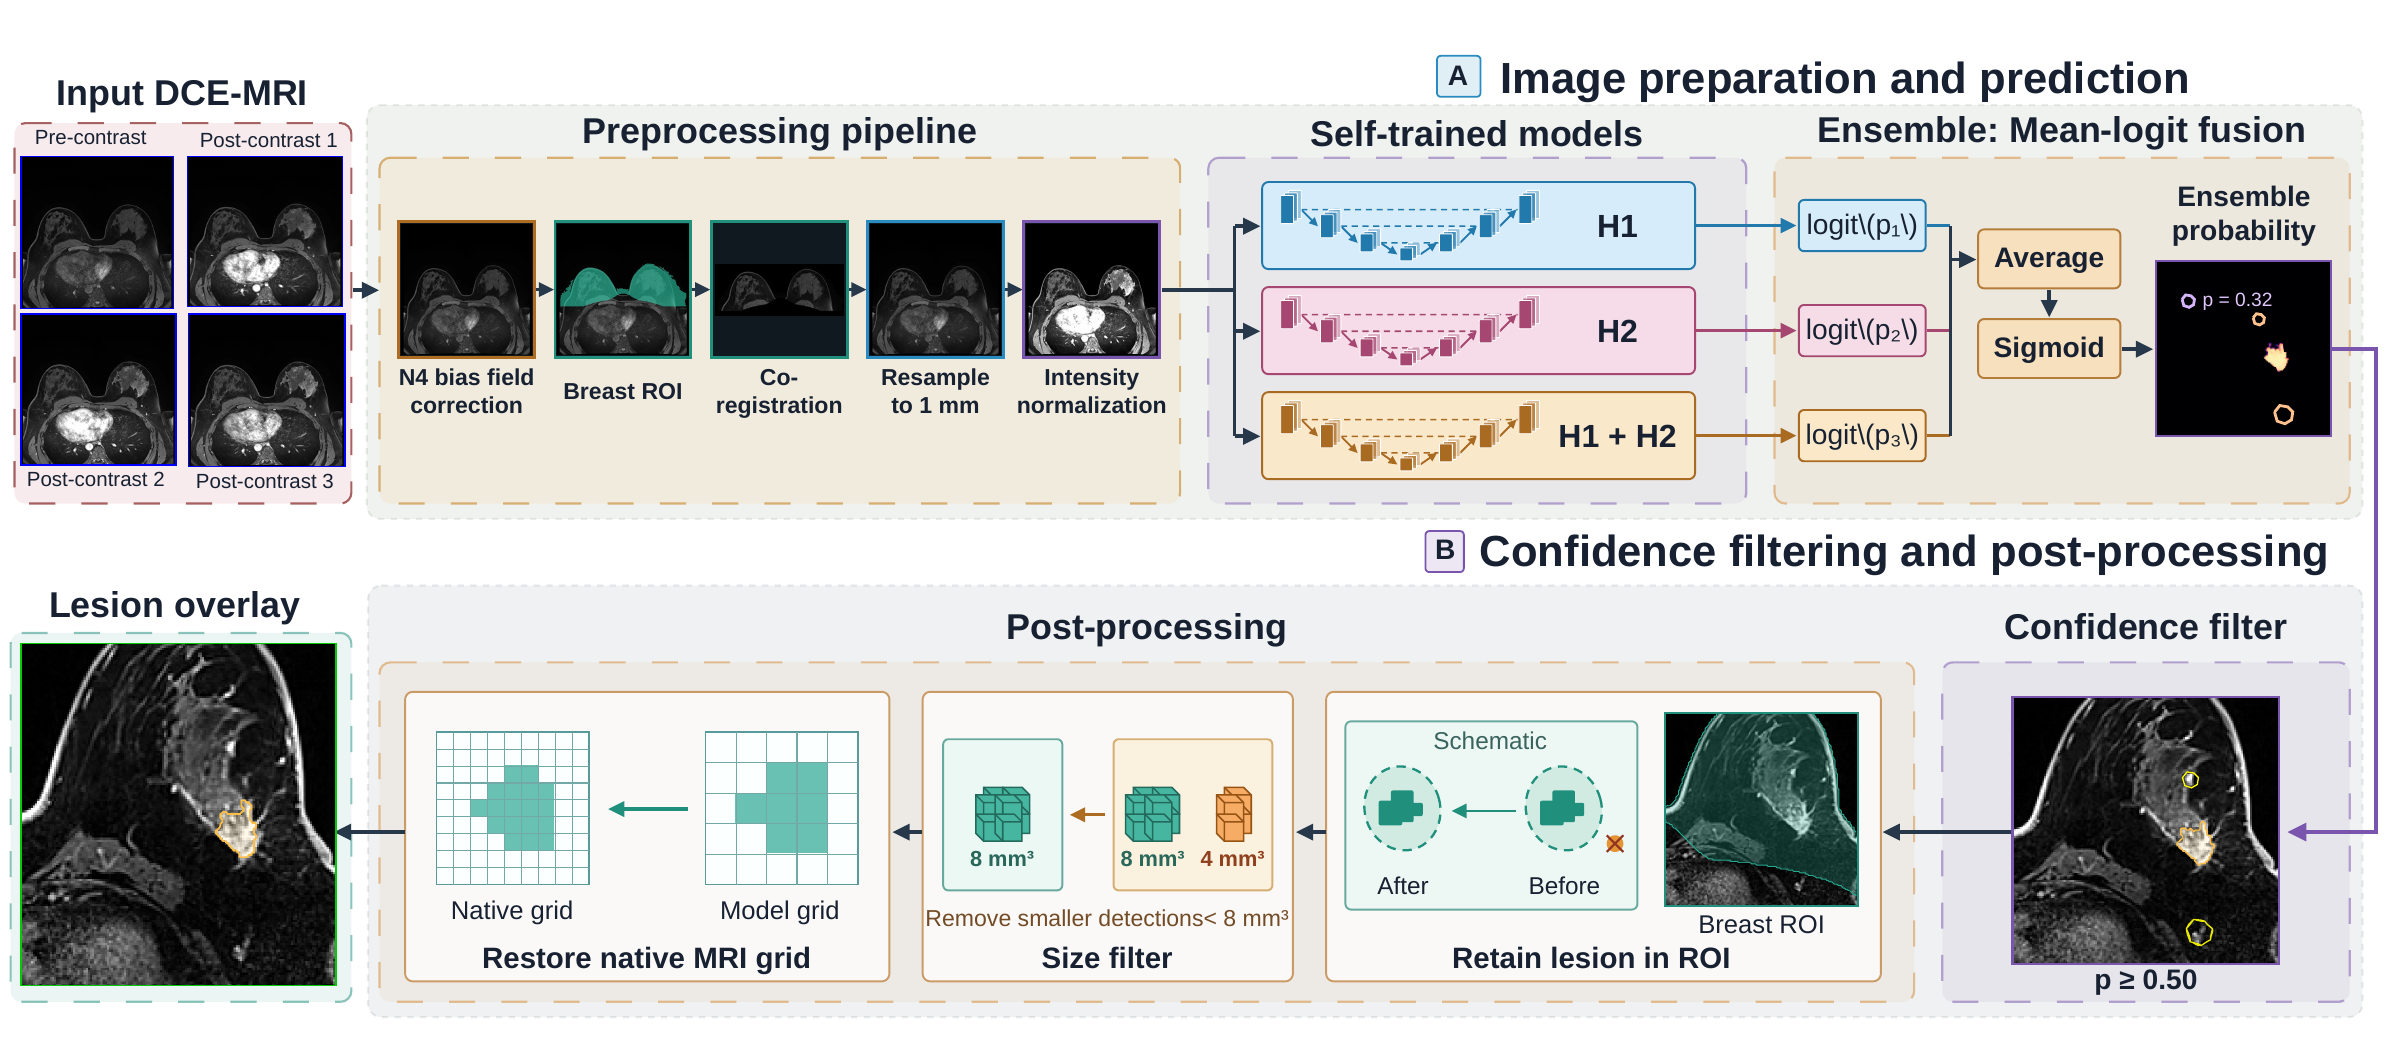 A Image preparation and prediction
Input DCE-MRI
Pre-contrast
Post-contrast 1
Post-contrast 2
Post-contrast 3
Preprocessing pipeline
N4 bias field
correction
Breast ROI
Co-
registration
Resample
to 1 mm
Intensity
normalization
Self-trained models
H1
H2
H1 + H2
Ensemble: Mean-logit fusion
logit\(p₁\)
logit\(p₂\)
logit\(p₃\)
Average
Sigmoid
Ensemble
probability
p = 0.32
B Confidence filtering and post-processing
Confidence filter
p ≥ 0.50
Post-processing
Schematic
After
Before
Breast ROI
Retain lesion in ROI
8 mm³
8 mm³
4 mm³
Remove smaller detections< 8 mm³
Size filter
Native grid
Model grid
Restore native MRI grid
Lesion overlay